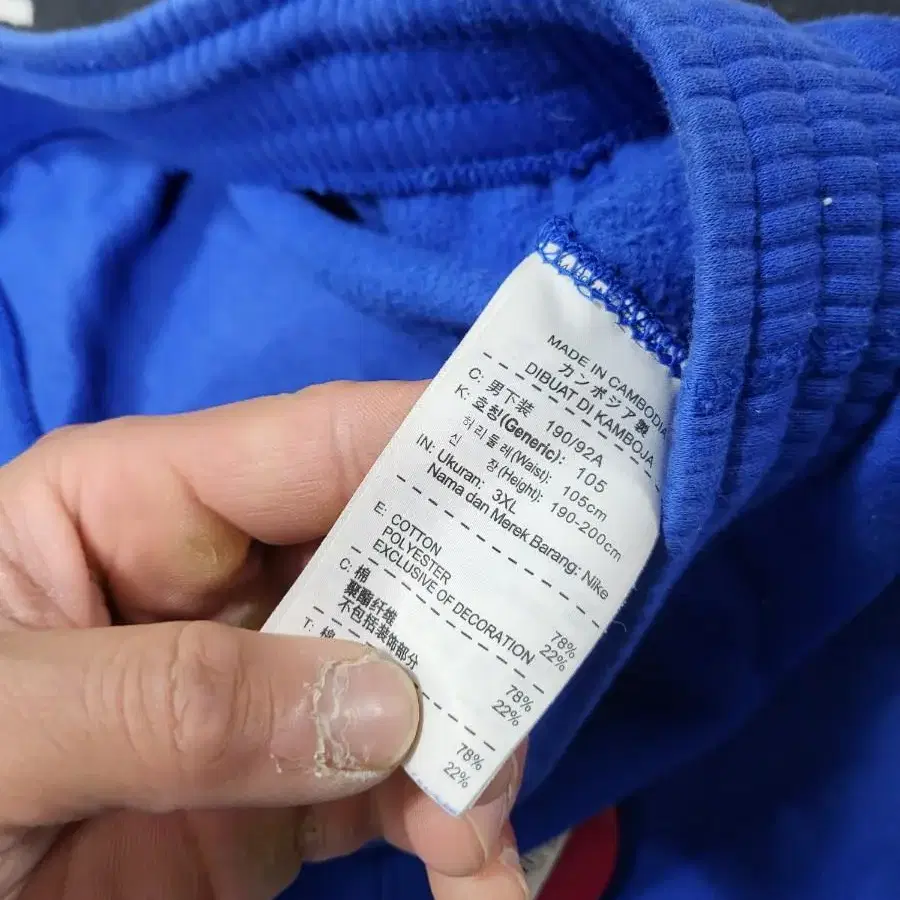 MADE IN CAMBODIA
カンボジア製
DIBUAT DI KAMBOJA
C: 男下装 190/92A
K: 호칭(Generic): 105
허리둘레(Waist): 105cm
신 장(Height): 190-200cm
IN: Ukuran: 3XL
Nama dan Merek Barang: Nike
E: COTTON 78%
POLYESTER 22%
EXCLUSIVE OF DECORATION
C: 棉 78%
聚酯纤维 22%
不包括装饰部分
T: 棉 78%
22%